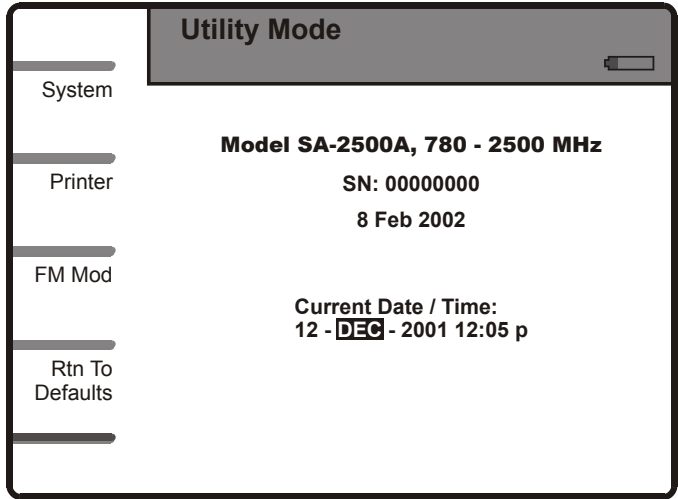 Utility Mode
System
Printer
FM Mod
Rtn To
Defaults
Model SA-2500A, 780 - 2500 MHz
SN: 00000000
8 Feb 2002
Current Date / Time:
12 - DEC - 2001 12:05 p